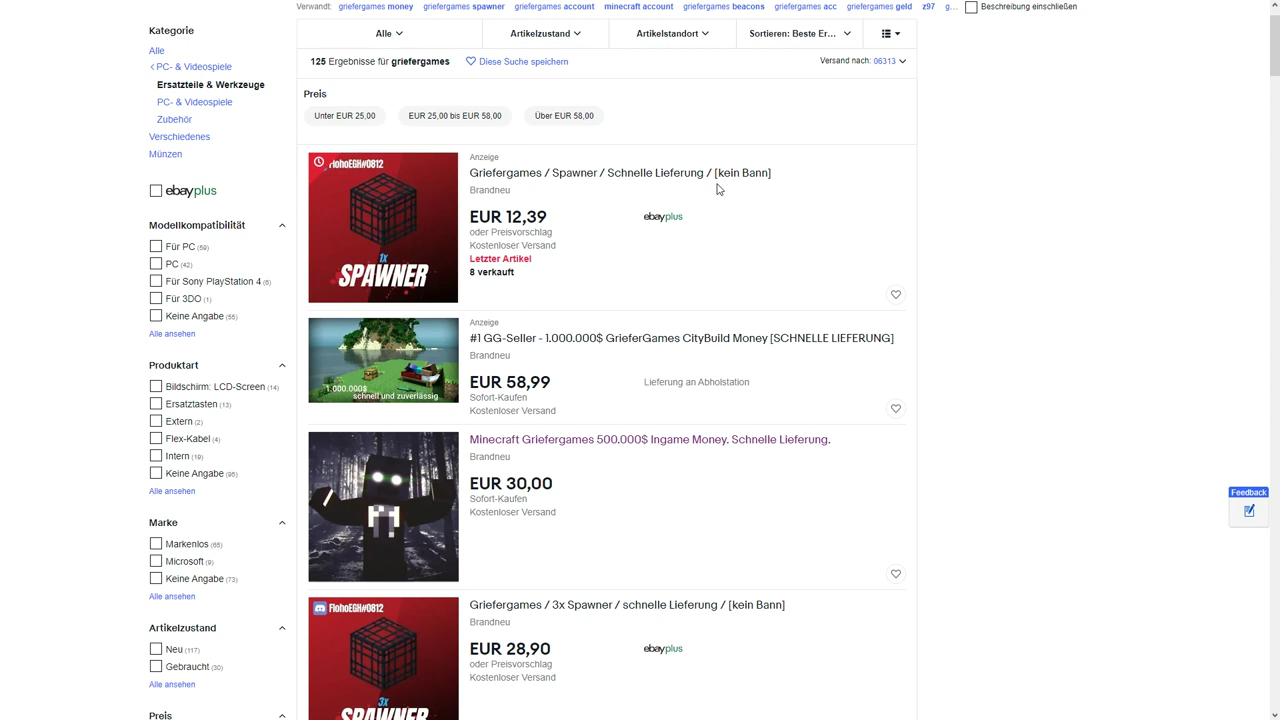 Verwandt: griefergames money griefergames spawner griefergames account minecraft account griefergames beacons griefergames acc griefergames geld z97 g... Beschreibung einschließen
Kategorie
Alle
PC- & Videospiele
Ersatzteile & Werkzeuge
PC- & Videospiele
Zubehör
Verschiedenes
Münzen
ebayplus
Modellkompatibilität
Für PC (59)
PC (42)
Für Sony PlayStation 4 (6)
Für 3DO (1)
Keine Angabe (55)
Alle ansehen
Produktart
Bildschirm: LCD-Screen (14)
Ersatztasten (13)
Extern (2)
Flex-Kabel (4)
Intern (19)
Keine Angabe (95)
Alle ansehen
Marke
Markenlos (65)
Microsoft (9)
Keine Angabe (73)
Alle ansehen
Artikelzustand
Neu (117)
Gebraucht (30)
Alle ansehen
Preis
Alle Artikelzustand Artikelstandort Sortieren: Beste Er...
125 Ergebnisse für griefergames Diese Suche speichern Versand nach: 06313
Preis
Unter EUR 25,00 EUR 25,00 bis EUR 58,00 Über EUR 58,00
FlohoEGH#0812
1x
SPAWNER
Anzeige
Griefergames / Spawner / Schnelle Lieferung / [kein Bann]
Brandneu
EUR 12,39 ebayplus
oder Preisvorschlag
Kostenloser Versand
Letzter Artikel
8 verkauft
1.000.000$
schnell und zuverlässig
Anzeige
#1 GG-Seller - 1.000.000$ GrieferGames CityBuild Money [SCHNELLE LIEFERUNG]
Brandneu
EUR 58,99 Lieferung an Abholstation
Sofort-Kaufen
Kostenloser Versand
Minecraft Griefergames 500.000$ Ingame Money. Schnelle Lieferung.
Brandneu
EUR 30,00
Sofort-Kaufen
Kostenloser Versand
FlohoEGH#0812
3x
SPAWNER
Griefergames / 3x Spawner / schnelle Lieferung / [kein Bann]
Brandneu
EUR 28,90 ebayplus
oder Preisvorschlag
Kostenloser Versand
Feedback